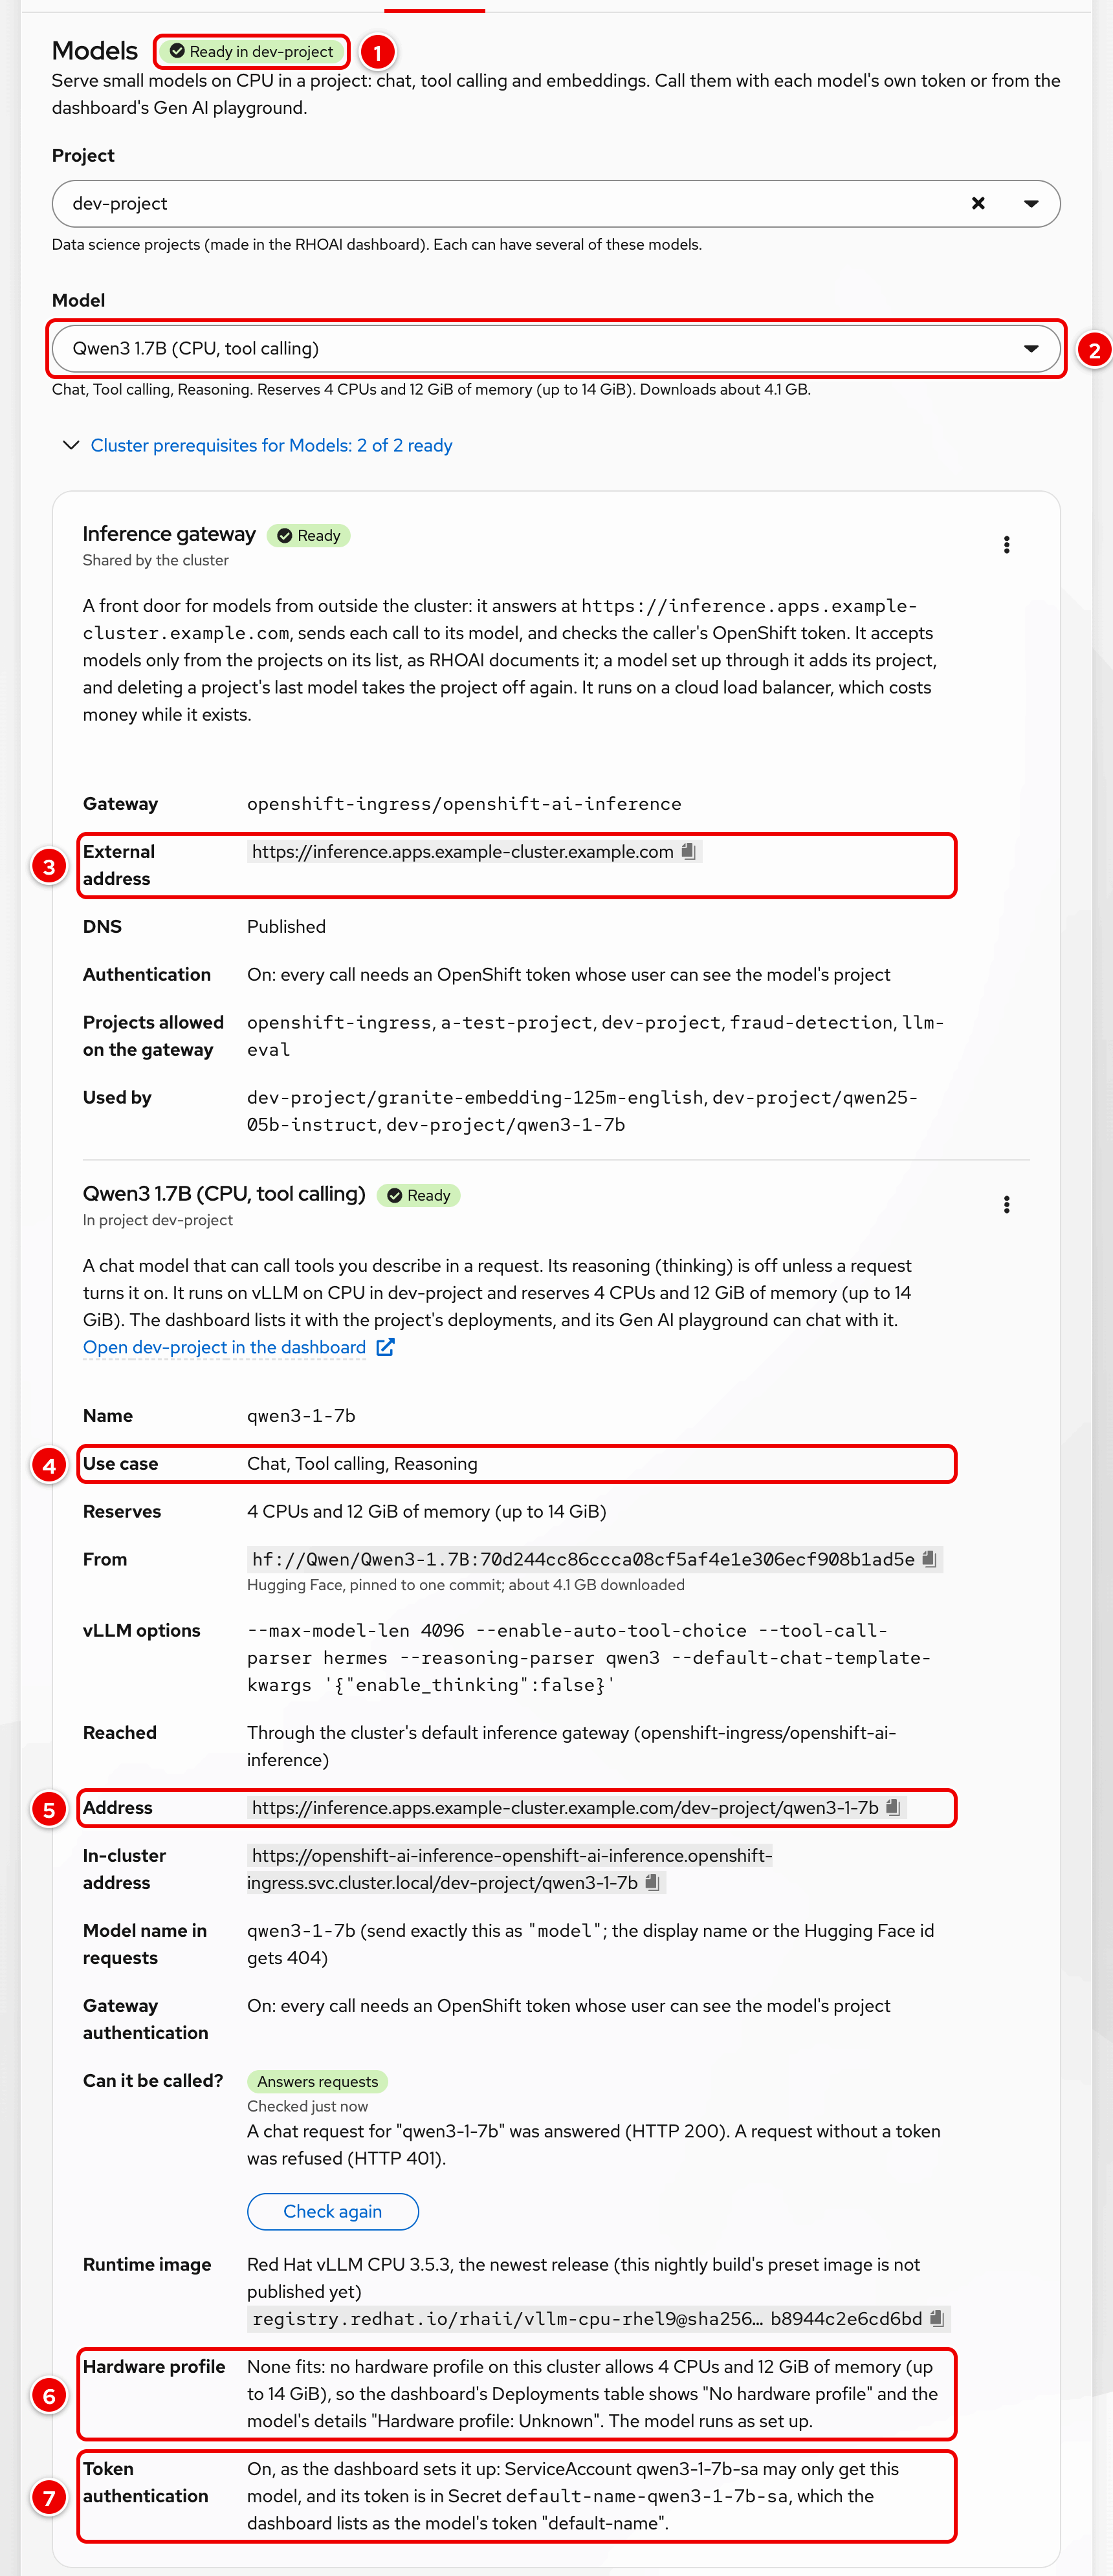 Models Ready in dev-project 1
Serve small models on CPU in a project: chat, tool calling and embeddings. Call them with each model's own token or from the
dashboard's Gen AI playground.
Project
dev-project
Data science projects (made in the RHOAI dashboard). Each can have several of these models.
Model
Qwen3 1.7B (CPU, tool calling) 2
Chat, Tool calling, Reasoning. Reserves 4 CPUs and 12 GiB of memory (up to 14 GiB). Downloads about 4.1 GB.
Cluster prerequisites for Models: 2 of 2 ready
Inference gateway Ready
Shared by the cluster
A front door for models from outside the cluster: it answers at https://inference.apps.example-
cluster.example.com, sends each call to its model, and checks the caller's OpenShift token. It accepts
models only from the projects on its list, as RHOAI documents it; a model set up through it adds its project,
and deleting a project's last model takes the project off again. It runs on a cloud load balancer, which costs
money while it exists.
Gateway openshift-ingress/openshift-ai-inference
3 External https://inference.apps.example-cluster.example.com
address
DNS Published
Authentication On: every call needs an OpenShift token whose user can see the model's project
Projects allowed openshift-ingress, a-test-project, dev-project, fraud-detection, llm-
on the gateway eval
Used by dev-project/granite-embedding-125m-english, dev-project/qwen25-
05b-instruct, dev-project/qwen3-1-7b
Qwen3 1.7B (CPU, tool calling) Ready
In project dev-project
A chat model that can call tools you describe in a request. Its reasoning (thinking) is off unless a request
turns it on. It runs on vLLM on CPU in dev-project and reserves 4 CPUs and 12 GiB of memory (up to 14
GiB). The dashboard lists it with the project's deployments, and its Gen AI playground can chat with it.
Open dev-project in the dashboard
Name qwen3-1-7b
4 Use case Chat, Tool calling, Reasoning
Reserves 4 CPUs and 12 GiB of memory (up to 14 GiB)
From hf://Qwen/Qwen3-1.7B:70d244cc86ccca08cf5af4e1e306ecf908b1ad5e
Hugging Face, pinned to one commit; about 4.1 GB downloaded
vLLM options --max-model-len 4096 --enable-auto-tool-choice --tool-call-
parser hermes --reasoning-parser qwen3 --default-chat-template-
kwargs '{"enable_thinking":false}'
Reached Through the cluster's default inference gateway (openshift-ingress/openshift-ai-
inference)
5 Address https://inference.apps.example-cluster.example.com/dev-project/qwen3-1-7b
In-cluster https://openshift-ai-inference-openshift-ai-inference.openshift-
address ingress.svc.cluster.local/dev-project/qwen3-1-7b
Model name in qwen3-1-7b (send exactly this as "model"; the display name or the Hugging Face id
requests gets 404)
Gateway On: every call needs an OpenShift token whose user can see the model's project
authentication
Can it be called? Answers requests
Checked just now
A chat request for "qwen3-1-7b" was answered (HTTP 200). A request without a token
was refused (HTTP 401).
Check again
Runtime image Red Hat vLLM CPU 3.5.3, the newest release (this nightly build's preset image is not
published yet)
registry.redhat.io/rhaii/vllm-cpu-rhel9@sha256… b8944c2e6cd6bd
Hardware profile None fits: no hardware profile on this cluster allows 4 CPUs and 12 GiB of memory (up
6 to 14 GiB), so the dashboard's Deployments table shows "No hardware profile" and the
model's details "Hardware profile: Unknown". The model runs as set up.
Token On, as the dashboard sets it up: ServiceAccount qwen3-1-7b-sa may only get this
7 authentication model, and its token is in Secret default-name-qwen3-1-7b-sa, which the
dashboard lists as the model's token "default-name".